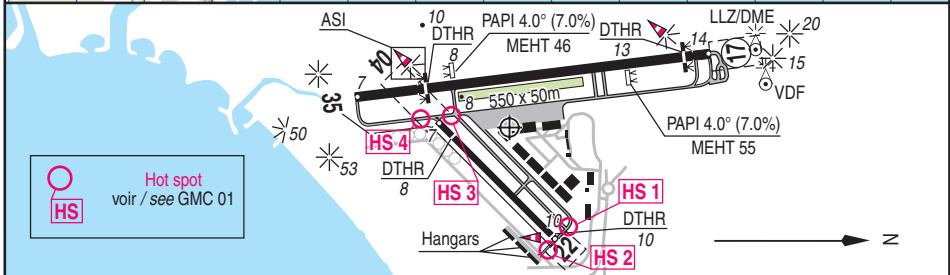 ASI
10
DTHR
8
PAPI 4.0° (7.0%)
MEHT 46
DTHR
13
14
LLZ/DME
20
17
15
VDF
04
7
35
8
550 x 50m
PAPI 4.0° (7.0%)
MEHT 55
50
53
HS 4
7
DTHR
8
HS 3
HS 1
10
DTHR
10
22
HS 2
Hangars
N
Hot spot
HS
voir / see GMC 01